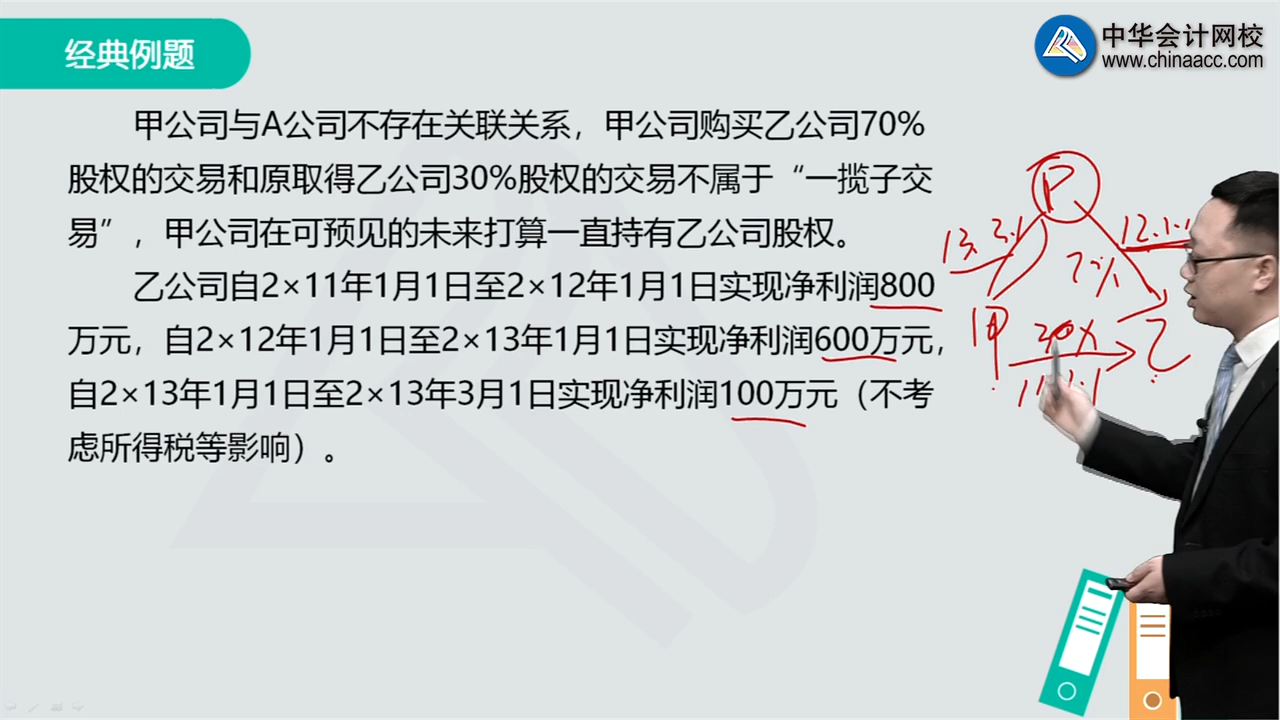 经典例题
中华会计网校
www.chinaacc.com
甲公司与A公司不存在关联关系，甲公司购买乙公司70%
股权的交易和原取得乙公司30%股权的交易不属于“一揽子交
易”，甲公司在可预见的未来打算一直持有乙公司股权。
乙公司自2×11年1月1日至2×12年1月1日实现净利润800
万元，自2×12年1月1日至2×13年1月1日实现净利润600万元，
自2×13年1月1日至2×13年3月1日实现净利润100万元（不考
虑所得税等影响）。
P
13.3.1
12.1.1
甲
乙